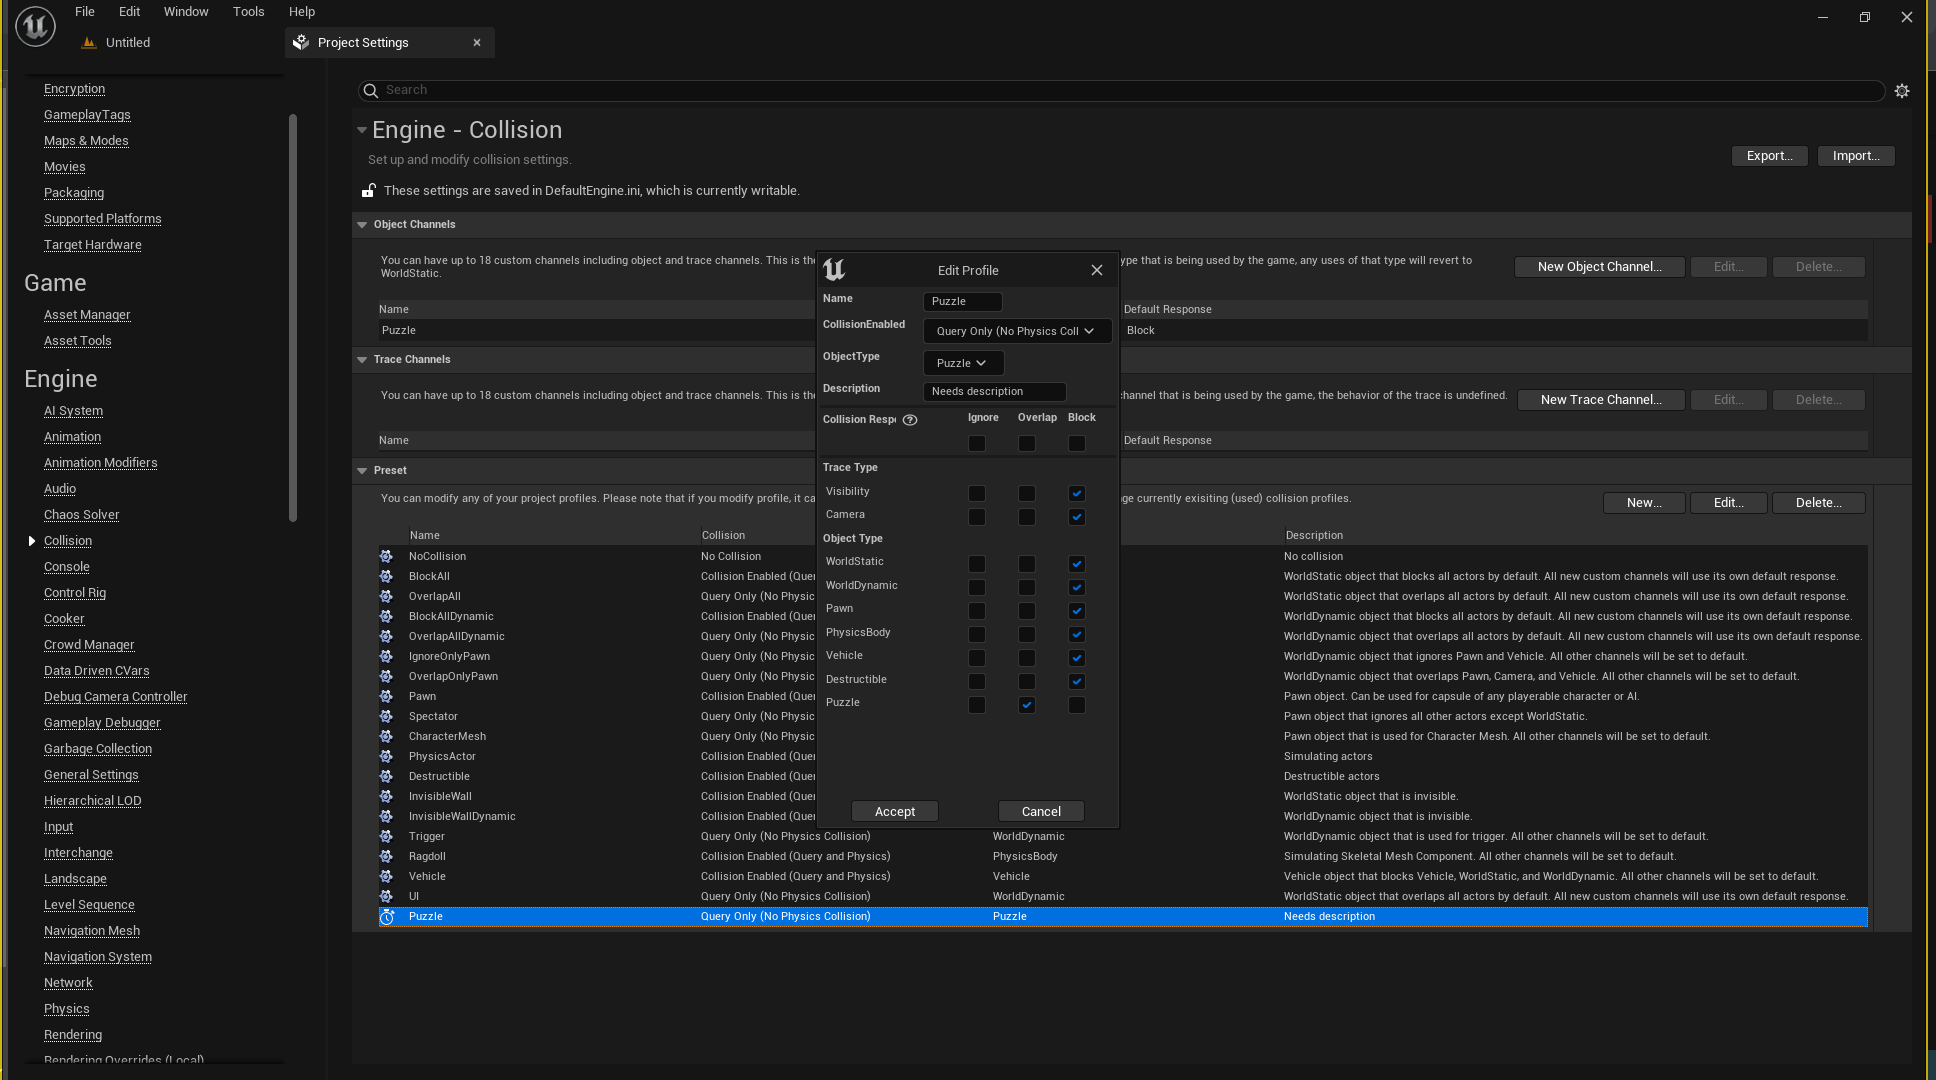 File Edit Window Tools Help
Untitled
Project Settings
Encryption
GameplayTags
Maps & Modes
Movies
Packaging
Supported Platforms
Target Hardware
Game
Asset Manager
Asset Tools
Engine
AI System
Animation
Animation Modifiers
Audio
Chaos Solver
Collision
Console
Control Rig
Cooker
Crowd Manager
Data Driven CVars
Debug Camera Controller
Gameplay Debugger
Garbage Collection
General Settings
Hierarchical LOD
Input
Interchange
Landscape
Level Sequence
Navigation Mesh
Navigation System
Network
Physics
Rendering
Rendering Overrides (Local)
Search
Engine - Collision
Set up and modify collision settings.
Export... Import...
These settings are saved in DefaultEngine.ini, which is currently writable.
Object Channels
You can have up to 18 custom channels including object and trace channels. This is the
ype that is being used by the game, any uses of that type will revert to
WorldStatic.
New Object Channel... Edit... Delete...
Name Default Response
Puzzle Block
Trace Channels
You can have up to 18 custom channels including object and trace channels. This is the
channel that is being used by the game, the behavior of the trace is undefined.
New Trace Channel... Edit... Delete...
Name Default Response
Preset
You can modify any of your project profiles. Please note that if you modify profile, it ca
ge currently exisiting (used) collision profiles.
New... Edit... Delete...
Name Collision Description
NoCollision No Collision No collision
BlockAll Collision Enabled (Quer WorldStatic object that blocks all actors by default. All new custom channels will use its own default response.
OverlapAll Query Only (No Physic WorldStatic object that overlaps all actors by default. All new custom channels will use its own default response.
BlockAllDynamic Collision Enabled (Quer WorldDynamic object that blocks all actors by default. All new custom channels will use its own default response.
OverlapAllDynamic Query Only (No Physic WorldDynamic object that overlaps all actors by default. All new custom channels will use its own default response.
IgnoreOnlyPawn Query Only (No Physic WorldDynamic object that ignores Pawn and Vehicle. All other channels will be set to default.
OverlapOnlyPawn Query Only (No Physic WorldDynamic object that overlaps Pawn, Camera, and Vehicle. All other channels will be set to default.
Pawn Collision Enabled (Quer Pawn object. Can be used for capsule of any playerable character or AI.
Spectator Query Only (No Physic Pawn object that ignores all other actors except WorldStatic.
CharacterMesh Query Only (No Physic Pawn object that is used for Character Mesh. All other channels will be set to default.
PhysicsActor Collision Enabled (Quer Simulating actors
Destructible Collision Enabled (Quer Destructible actors
InvisibleWall Collision Enabled (Quer WorldStatic object that is invisible.
InvisibleWallDynamic Collision Enabled (Quer WorldDynamic object that is invisible.
Trigger Query Only (No Physics Collision) WorldDynamic WorldDynamic object that is used for trigger. All other channels will be set to default.
Ragdoll Collision Enabled (Query and Physics) PhysicsBody Simulating Skeletal Mesh Component. All other channels will be set to default.
Vehicle Collision Enabled (Query and Physics) Vehicle Vehicle object that blocks Vehicle, WorldStatic, and WorldDynamic. All other channels will be set to default.
UI Query Only (No Physics Collision) WorldDynamic WorldStatic object that overlaps all actors by default. All new custom channels will use its own default response.
Puzzle Query Only (No Physics Collision) Puzzle Needs description
Edit Profile
Name Puzzle
CollisionEnabled Query Only (No Physics Coll
ObjectType Puzzle
Description Needs description
Collision Respo Ignore Overlap Block
Trace Type
Visibility
Camera
Object Type
WorldStatic
WorldDynamic
Pawn
PhysicsBody
Vehicle
Destructible
Puzzle
Accept Cancel